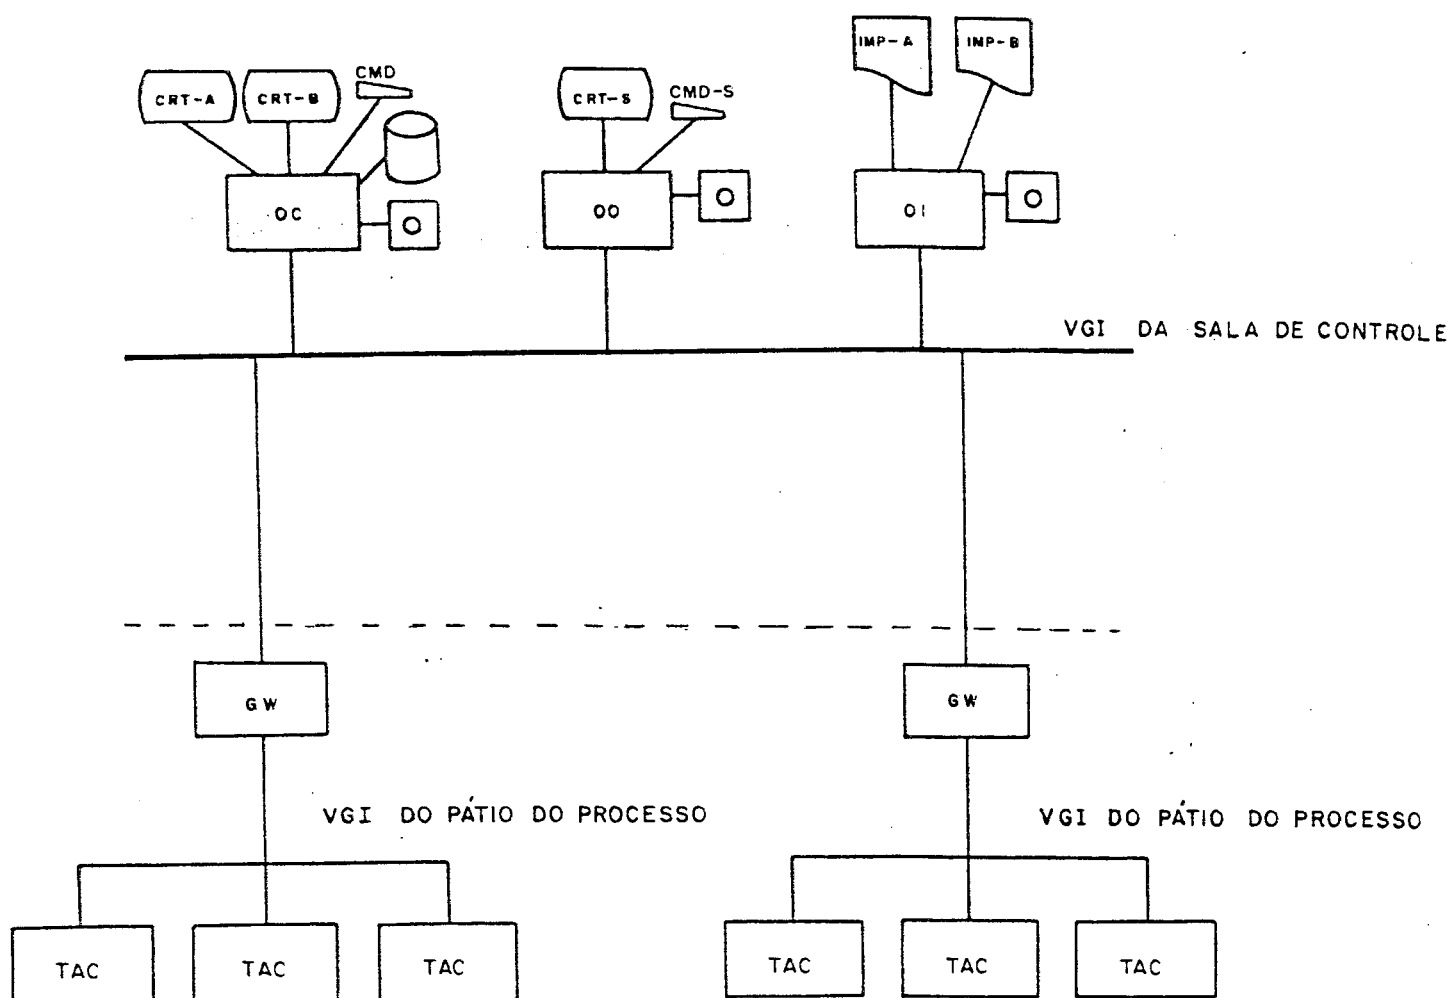 IMP-A
IMP-B
CMD
CRT-A
CRT-B
CRT-S
CMD-S
OC
OO
OI
VGI DA SALA DE CONTROLE
GW
GW
VGI DO PÁTIO DO PROCESSO
VGI DO PÁTIO DO PROCESSO
TAC
TAC
TAC
TAC
TAC
TAC